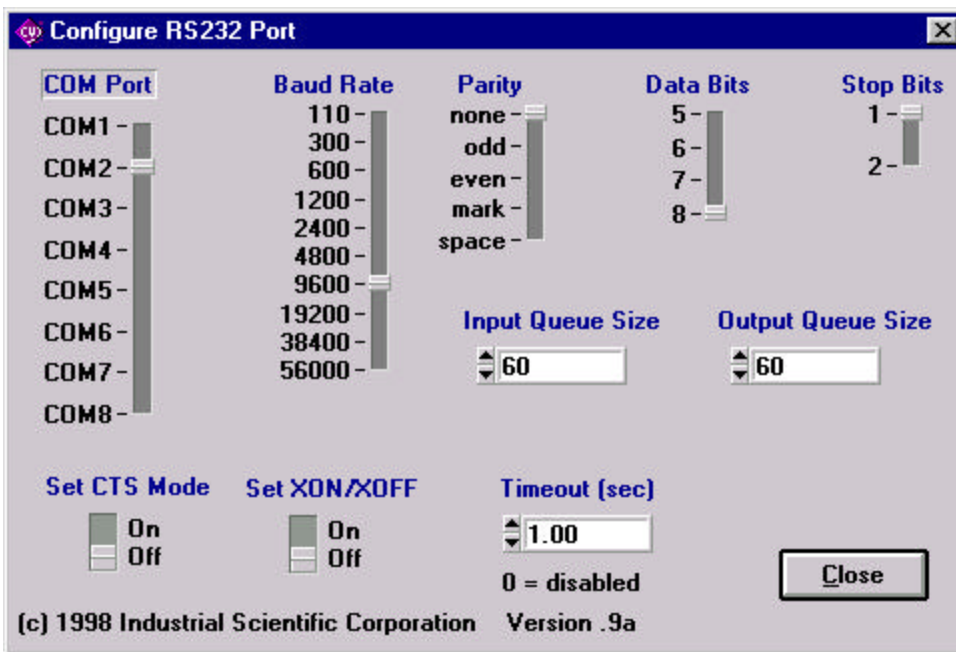 Configure RS232 Port
COM Port
COM1
COM2
COM3
COM4
COM5
COM6
COM7
COM8
Baud Rate
110
300
600
1200
2400
4800
9600
19200
38400
56000
Parity
none
odd
even
mark
space
Data Bits
5
6
7
8
Stop Bits
1
2
Input Queue Size
60
Output Queue Size
60
Set CTS Mode
On
Off
Set XON/XOFF
On
Off
Timeout (sec)
1.00
0 = disabled
Close
(c) 1998 Industrial Scientific Corporation Version .9a